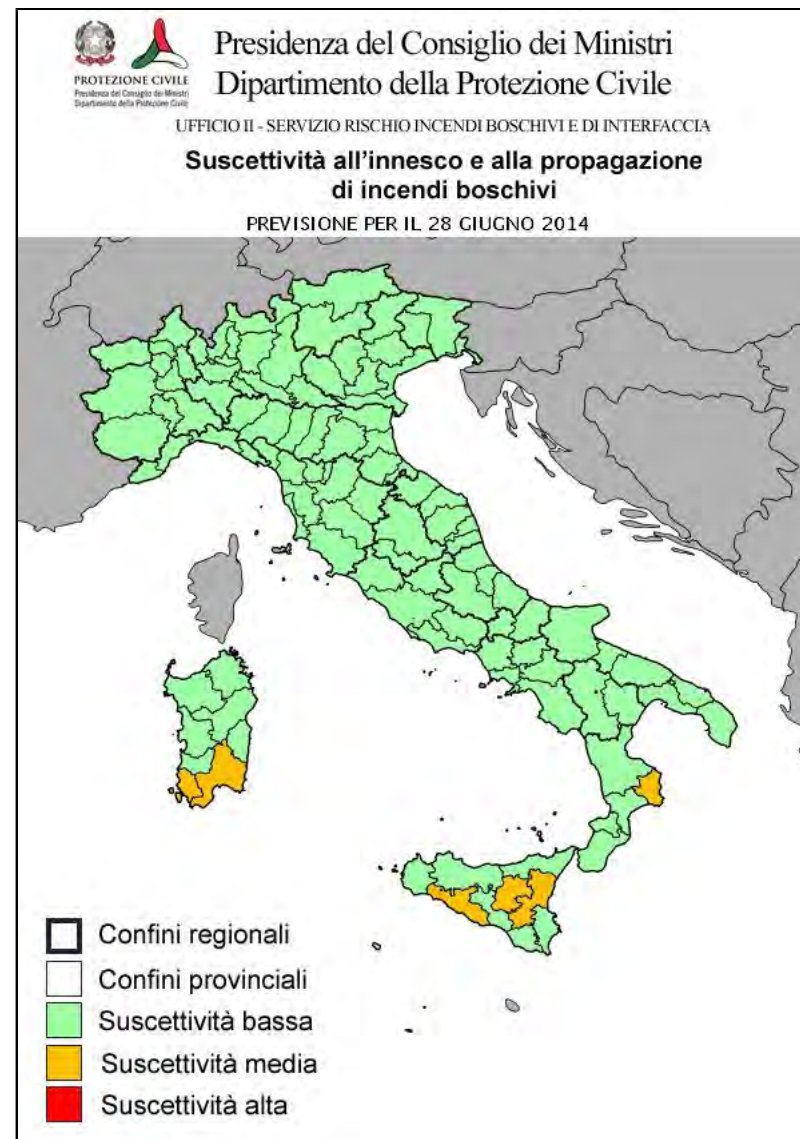 PROTEZIONE CIVILE
Presidenza del Consiglio dei Ministri
Dipartimento della Protezione Civile
Presidenza del Consiglio dei Ministri
Dipartimento della Protezione Civile
UFFICIO II - SERVIZIO RISCHIO INCENDI BOSCHIVI E DI INTERFACCIA
Suscettività all'innesco e alla propagazione
di incendi boschivi
PREVISIONE PER IL 28 GIUGNO 2014
Confini regionali
Confini provinciali
Suscettività bassa
Suscettività media
Suscettività alta